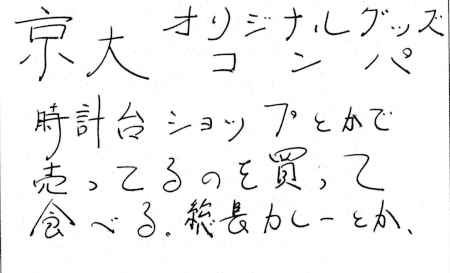 京大 オリジナルグッズ
コンパ
時計台ショップとかで
売ってるのを買って
食べる。総長カレーとか、